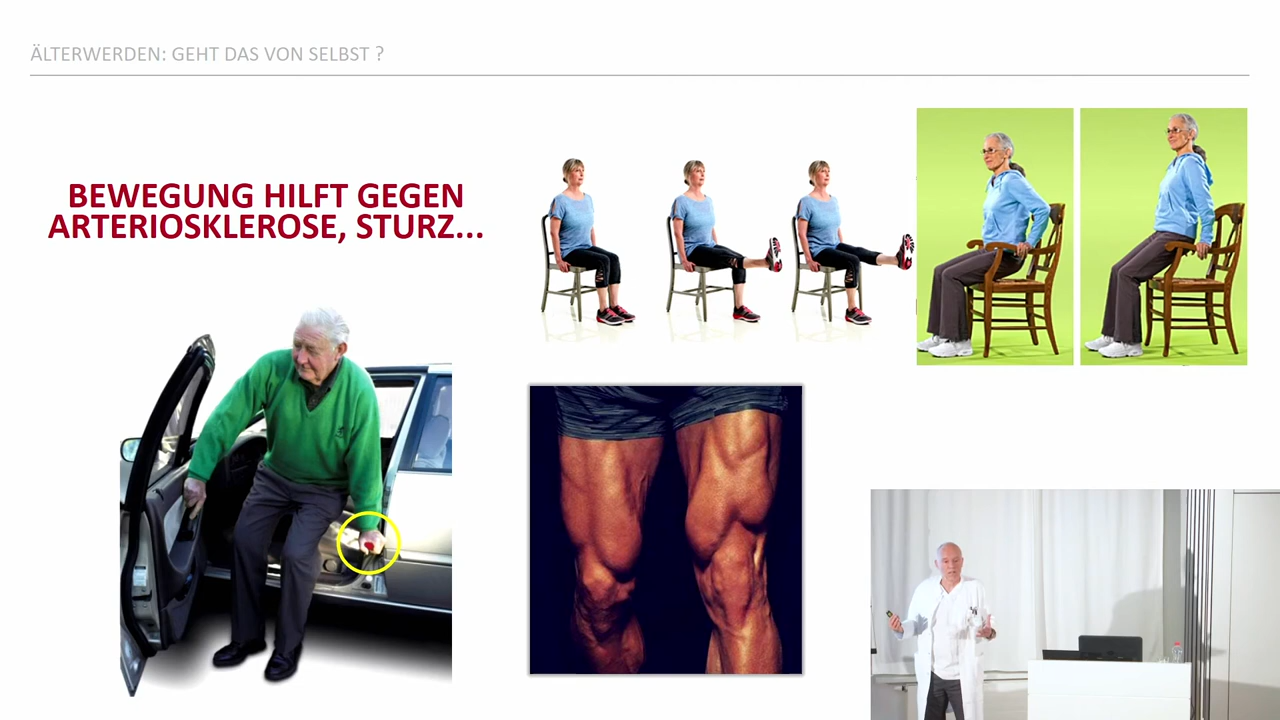 ÄLTERWERDEN: GEHT DAS VON SELBST ?
BEWEGUNG HILFT GEGEN
ARTERIOSKLEROSE, STURZ...